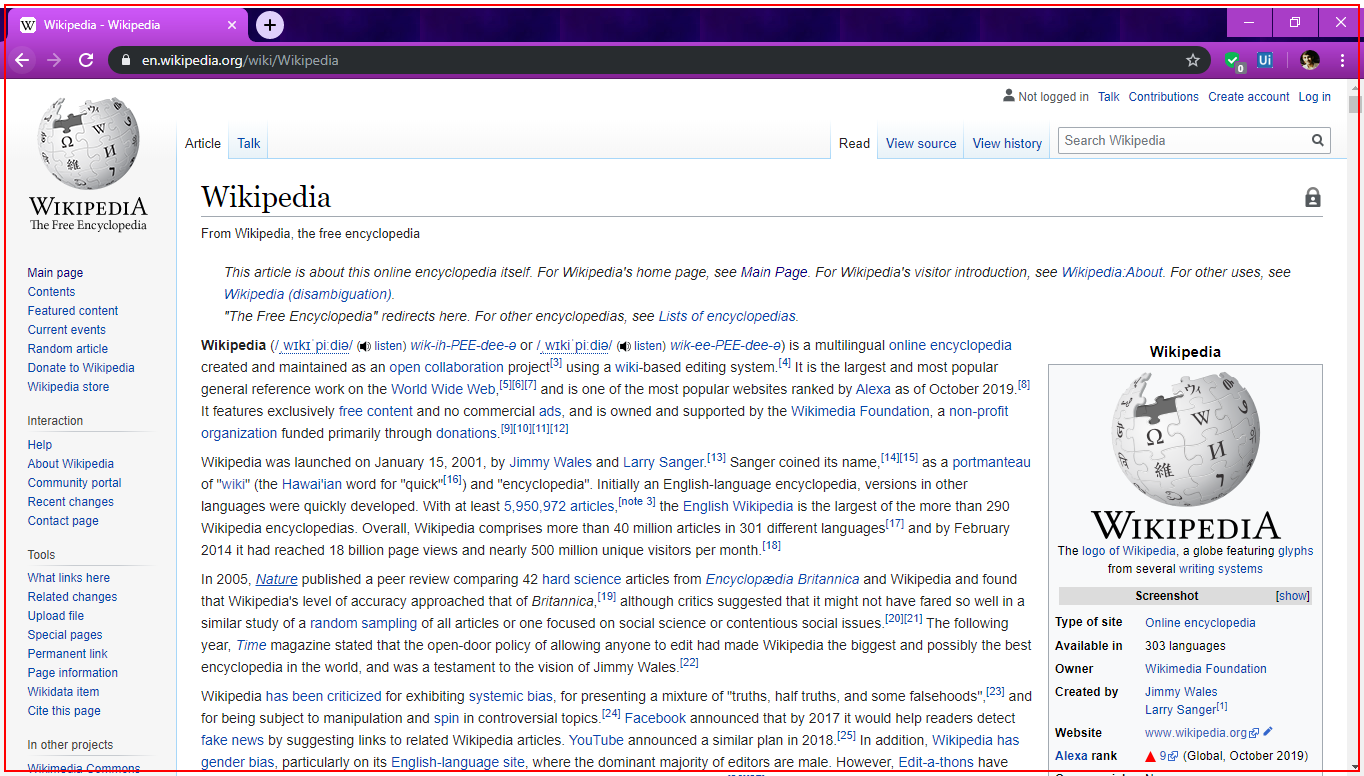 Wikipedia - Wikipedia
en.wikipedia.org/wiki/Wikipedia
0
Ui
WIKIPEDIA
The Free Encyclopedia
Main page
Contents
Featured content
Current events
Random article
Donate to Wikipedia
Wikipedia store
Interaction
Help
About Wikipedia
Community portal
Recent changes
Contact page
Tools
What links here
Related changes
Upload file
Special pages
Permanent link
Page information
Wikidata item
Cite this page
In other projects
Wikimedia Commons
Not logged in Talk Contributions Create account Log in
Article Talk
Read View source View history
Search Wikipedia
Wikipedia
From Wikipedia, the free encyclopedia
This article is about this online encyclopedia itself. For Wikipedia's home page, see Main Page. For Wikipedia's visitor introduction, see Wikipedia:About. For other uses, see
Wikipedia (disambiguation).
"The Free Encyclopedia" redirects here. For other encyclopedias, see Lists of encyclopedias.
Wikipedia (/ˌwɪkɪˈpiːdiə/ (listen) wik-ih-PEE-dee-ə or /ˌwɪkiˈpiːdiə/ (listen) wik-ee-PEE-dee-ə) is a multilingual online encyclopedia
created and maintained as an open collaboration project[3] using a wiki-based editing system.[4] It is the largest and most popular
general reference work on the World Wide Web,[5][6][7] and is one of the most popular websites ranked by Alexa as of October 2019.[8]
It features exclusively free content and no commercial ads, and is owned and supported by the Wikimedia Foundation, a non-profit
organization funded primarily through donations.[9][10][11][12]
Wikipedia was launched on January 15, 2001, by Jimmy Wales and Larry Sanger.[13] Sanger coined its name,[14][15] as a portmanteau
of "wiki" (the Hawai'ian word for "quick"[16]) and "encyclopedia". Initially an English-language encyclopedia, versions in other
languages were quickly developed. With at least 5,950,972 articles,[note 3] the English Wikipedia is the largest of the more than 290
Wikipedia encyclopedias. Overall, Wikipedia comprises more than 40 million articles in 301 different languages[17] and by February
2014 it had reached 18 billion page views and nearly 500 million unique visitors per month.[18]
In 2005, Nature published a peer review comparing 42 hard science articles from Encyclopædia Britannica and Wikipedia and found
that Wikipedia's level of accuracy approached that of Britannica,[19] although critics suggested that it might not have fared so well in a
similar study of a random sampling of all articles or one focused on social science or contentious social issues.[20][21] The following
year, Time magazine stated that the open-door policy of allowing anyone to edit had made Wikipedia the biggest and possibly the best
encyclopedia in the world, and was a testament to the vision of Jimmy Wales.[22]
Wikipedia has been criticized for exhibiting systemic bias, for presenting a mixture of "truths, half truths, and some falsehoods",[23] and
for being subject to manipulation and spin in controversial topics.[24] Facebook announced that by 2017 it would help readers detect
fake news by suggesting links to related Wikipedia articles. YouTube announced a similar plan in 2018.[25] In addition, Wikipedia has
gender bias, particularly on its English-language site, where the dominant majority of editors are male. However, Edit-a-thons have
Wikipedia
WIKIPEDIA
The logo of Wikipedia, a globe featuring glyphs
from several writing systems
Screenshot [show]
Type of site Online encyclopedia
Available in 303 languages
Owner Wikimedia Foundation
Created by Jimmy Wales
Larry Sanger[1]
Website www.wikipedia.org
Alexa rank 9 (Global, October 2019)